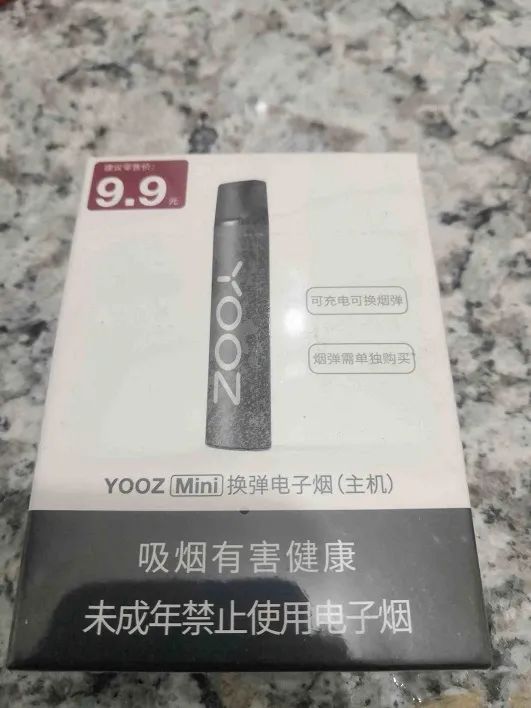 建议零售价:
9.9元
YOOZ
可充电可换烟弹
烟弹需单独购买
YOOZ Mini 换弹电子烟(主机)
吸烟有害健康
未成年禁止使用电子烟